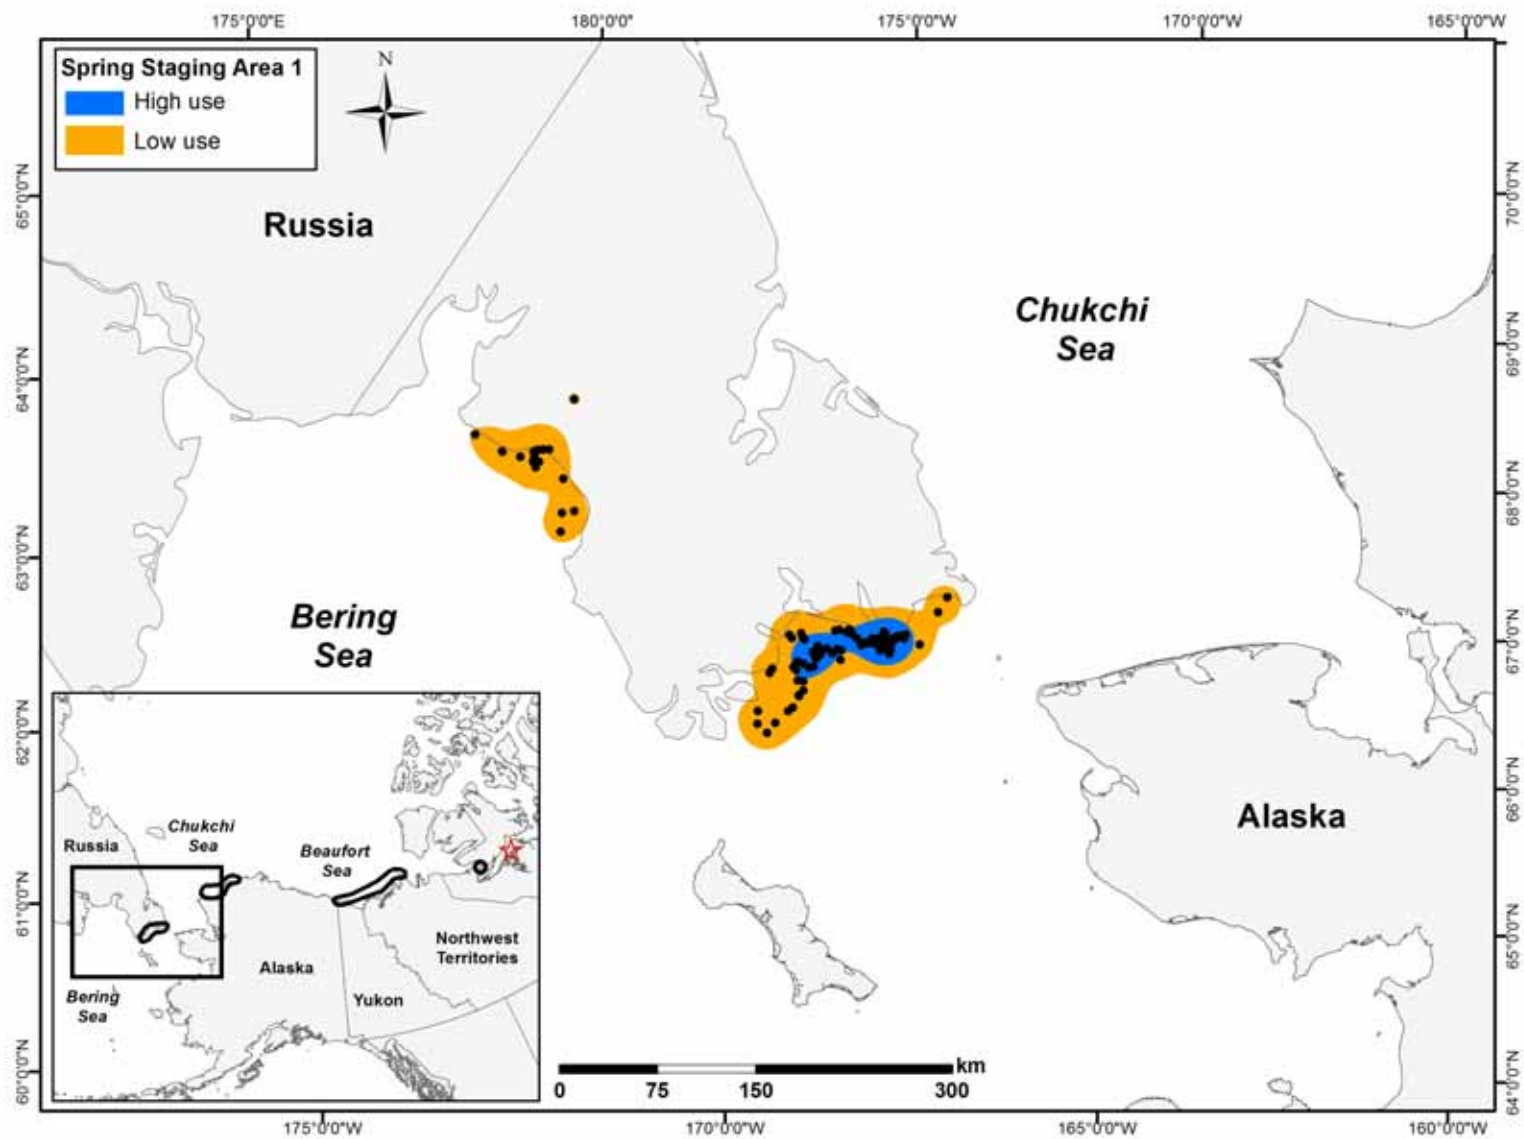 175°0'0"E 180°0'0" 175°0'0"W 170°0'0"W 165°0'0"W
Spring Staging Area 1
High use
Low use
N
Russia
Chukchi
Sea
Bering
Sea
Alaska
65°0'0"N
64°0'0"N
63°0'0"N
62°0'0"N
61°0'0"N
60°0'0"N
70°0'0"N
69°0'0"N
68°0'0"N
67°0'0"N
66°0'0"N
65°0'0"N
64°0'0"N
Chukchi
Sea
Russia
Beaufort
Sea
Northwest
Territories
Alaska
Yukon
Bering
Sea
km
0 75 150 300
175°0'0"W 170°0'0"W 165°0'0"W 160°0'0"W